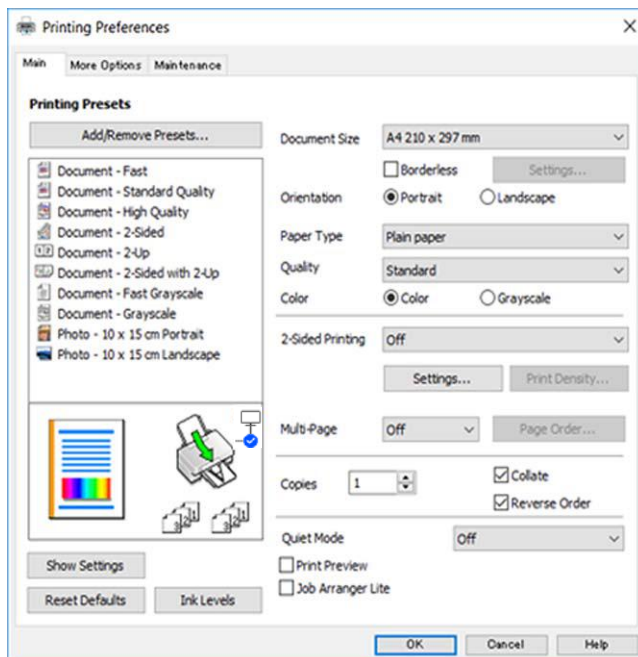 Printing Preferences
Main More Options Maintenance
Printing Presets
Add/Remove Presets...
Document - Fast
Document - Standard Quality
Document - High Quality
Document - 2-Sided
Document - 2-Up
Document - 2-Sided with 2-Up
Document - Fast Grayscale
Document - Grayscale
Photo - 10 x 15 cm Portrait
Photo - 10 x 15 cm Landscape
Show Settings
Reset Defaults Ink Levels
Document Size A4 210 x 297 mm
Borderless Settings...
Orientation Portrait Landscape
Paper Type Plain paper
Quality Standard
Color Color Grayscale
2-Sided Printing Off
Settings... Print Density...
Multi-Page Off Page Order...
Copies 1 Collate
Reverse Order
Quiet Mode Off
Print Preview
Job Arranger Lite
OK Cancel Help